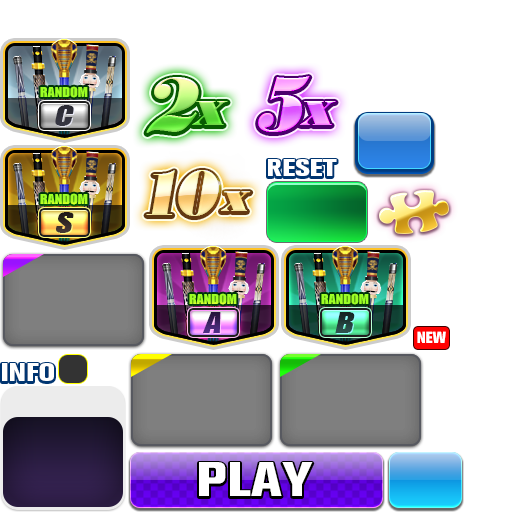 RANDOM
C
2x
5x
RANDOM
S
10x
RESET
RANDOM
A
RANDOM
B
NEW
INFO
PLAY